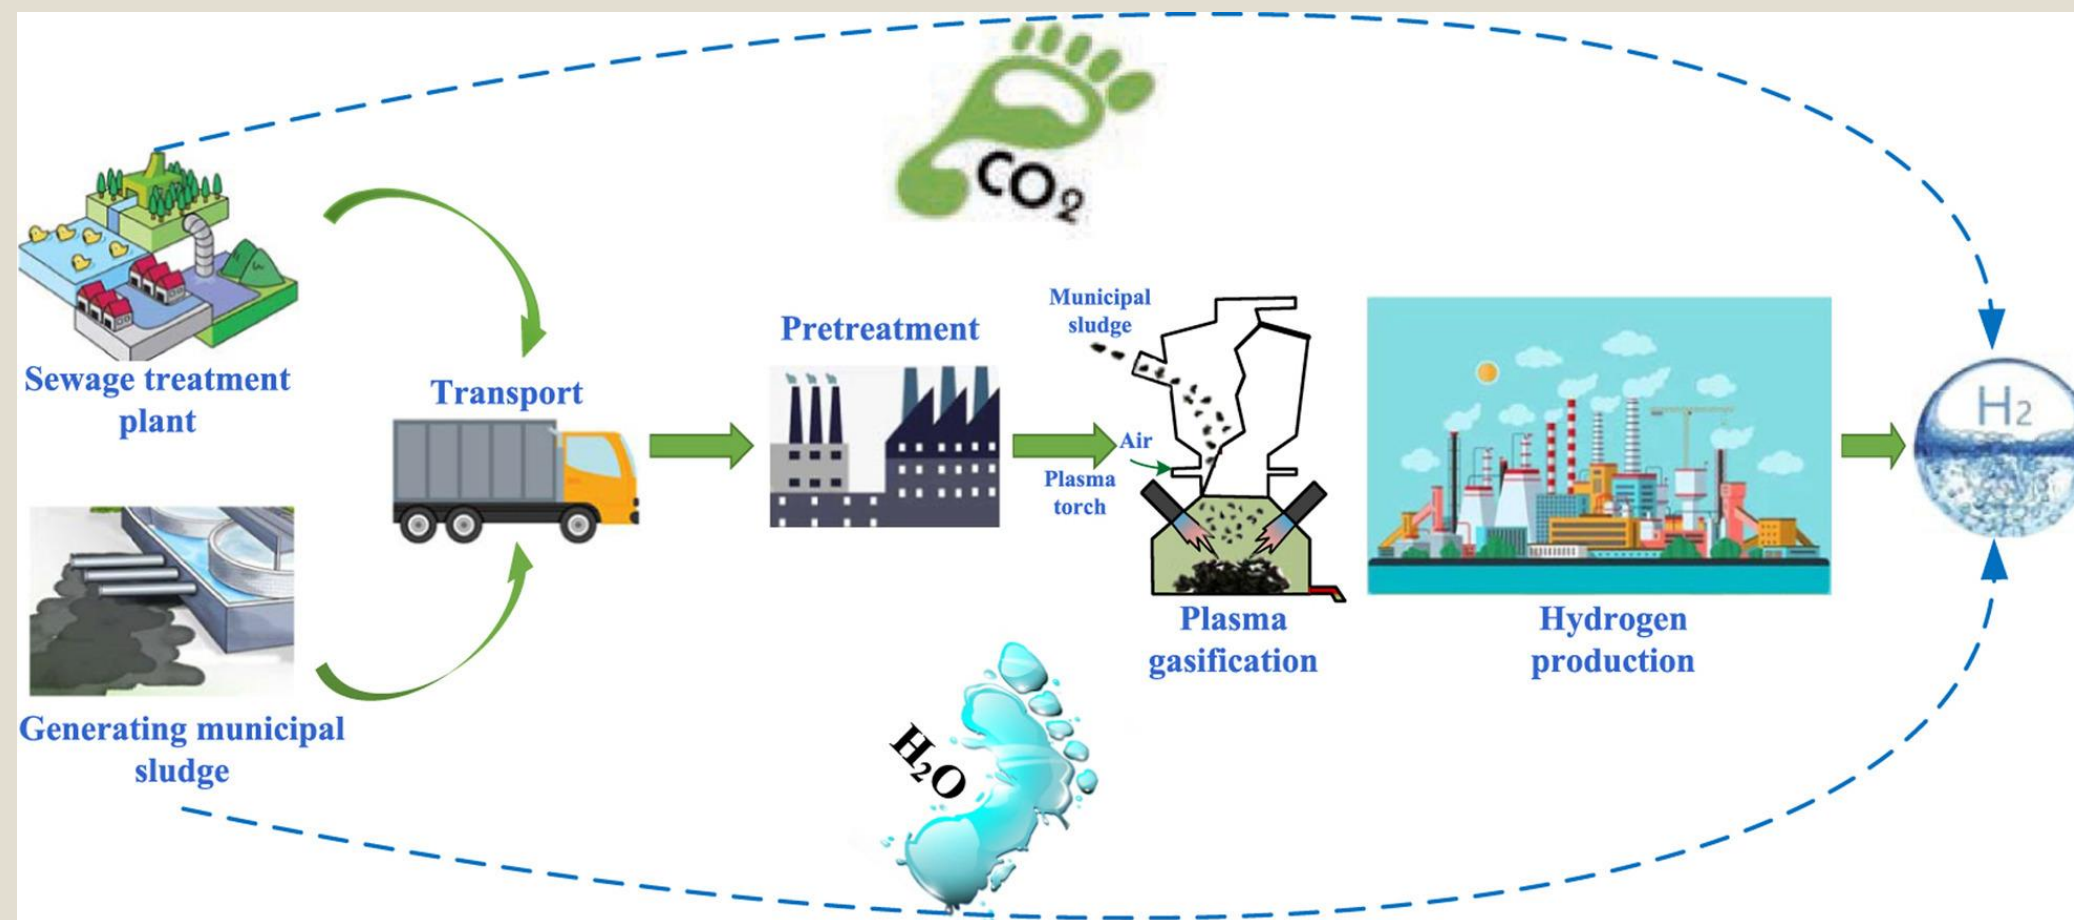 CO₂
Sewage treatment
plant
Transport
Pretreatment
Municipal
sludge
Air
Plasma
torch
Plasma
gasification
Hydrogen
production
H₂
Generating municipal
sludge
H₂O